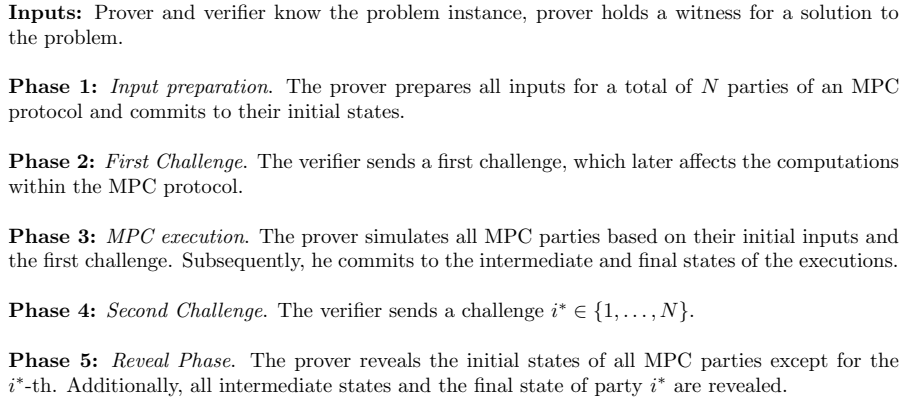 Inputs: Prover and verifier know the problem instance, prover holds a witness for a solution to
the problem.
Phase 1: Input preparation. The prover prepares all inputs for a total of N parties of an MPC
protocol and commits to their initial states.
Phase 2: First Challenge. The verifier sends a first challenge, which later affects the computations
within the MPC protocol.
Phase 3: MPC execution. The prover simulates all MPC parties based on their initial inputs and
the first challenge. Subsequently, he commits to the intermediate and final states of the executions.
Phase 4: Second Challenge. The verifier sends a challenge i* ∈ {1, . . . , N}.
Phase 5: Reveal Phase. The prover reveals the initial states of all MPC parties except for the
i*-th. Additionally, all intermediate states and the final state of party i* are revealed.